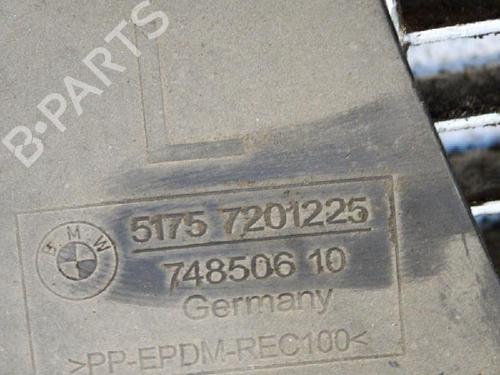 B-PARTS
BMW
5175 7201225
748506 10
Germany
>PP-EPDM-REC100<